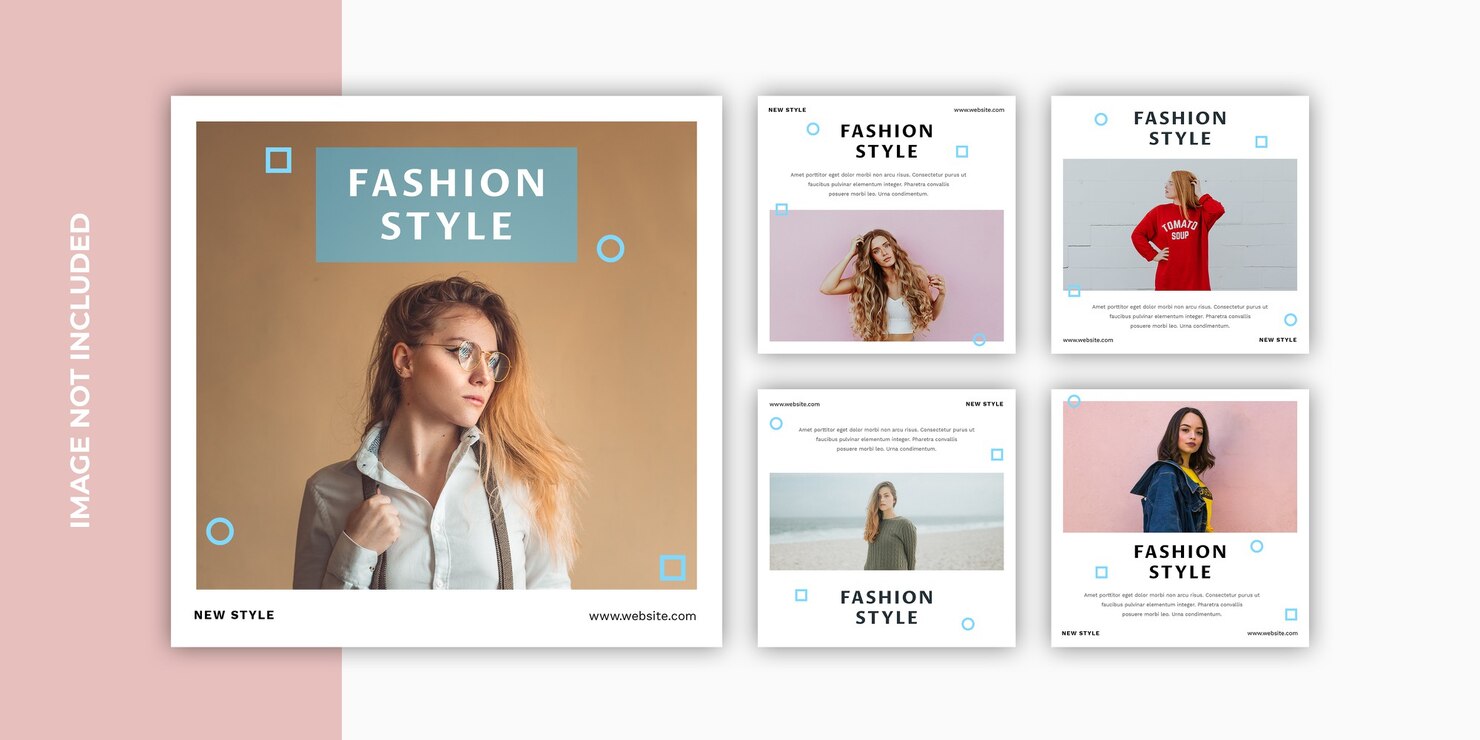 IMAGE NOT INCLUDED
FASHION
STYLE
NEW STYLE
www.website.com
NEW STYLE
www.website.com
FASHION
STYLE
Amet porttitor eget dolor morbi non arcu risus. Consectetur purus ut
faucibus pulvinar elementum integer. Pharetra convallis
posuere morbi leo. Urna condimentum.
FASHION
STYLE
TOMATO
SOUP
Amet porttitor eget dolor morbi non arcu risus. Consectetur purus ut
faucibus pulvinar elementum integer. Pharetra convallis
posuere morbi leo. Urna condimentum.
www.website.com
NEW STYLE
www.website.com
NEW STYLE
Amet porttitor eget dolor morbi non arcu risus. Consectetur purus ut
faucibus pulvinar elementum integer. Pharetra convallis
posuere morbi leo. Urna condimentum.
FASHION
STYLE
FASHION
STYLE
Amet porttitor eget dolor morbi non arcu risus. Consectetur purus ut
faucibus pulvinar elementum integer. Pharetra convallis
posuere morbi leo. Urna condimentum.
NEW STYLE
www.website.com